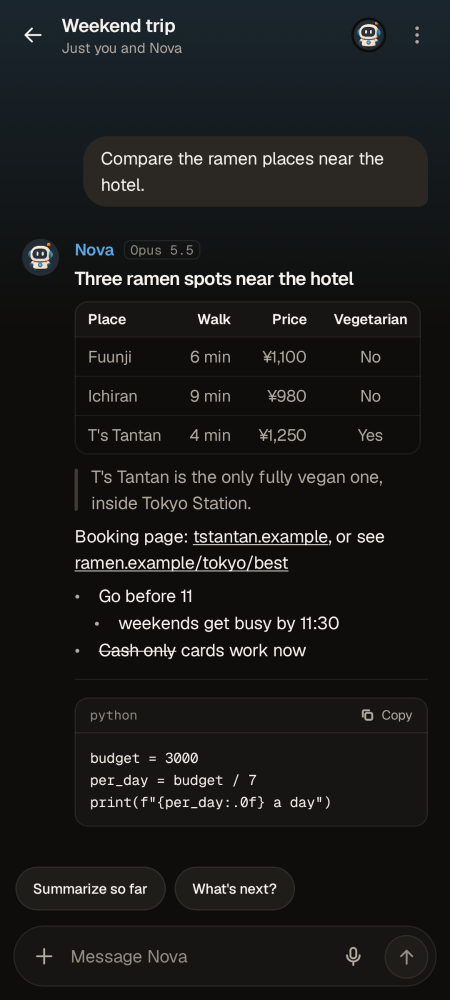 Weekend trip
Just you and Nova
Compare the ramen places near the
hotel.
Nova Opus 5.5
Three ramen spots near the hotel
Place Walk Price Vegetarian
Fuunji 6 min ¥1,100 No
Ichiran 9 min ¥980 No
T's Tantan 4 min ¥1,250 Yes
T's Tantan is the only fully vegan one,
inside Tokyo Station.
Booking page: tstantan.example, or see
ramen.example/tokyo/best
• Go before 11
• weekends get busy by 11:30
• Cash only cards work now
python Copy
budget = 3000
per_day = budget / 7
print(f"{per_day:.0f} a day")
Summarize so far What's next?
Message Nova